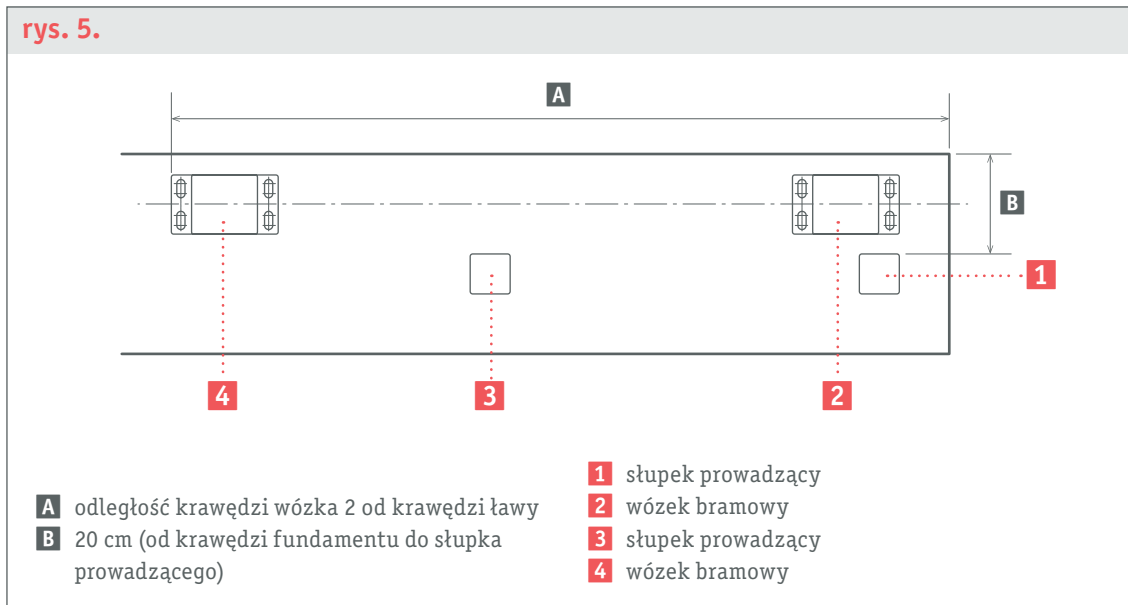 rys. 5.
A
B
1
4
3
2
A odległość krawędzi wózka 2 od krawędzi ławy
B 20 cm (od krawędzi fundamentu do słupka
prowadzącego)
1 słupek prowadzący
2 wózek bramowy
3 słupek prowadzący
4 wózek bramowy